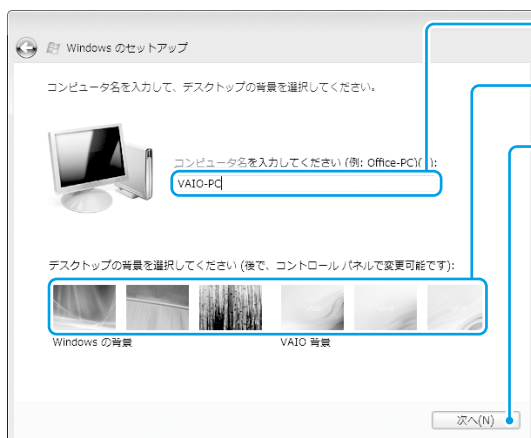 Windows のセットアップ
コンピュータ名を入力して、デスクトップの背景を選択してください。
コンピュータ名を入力してください (例: Office-PC)( ):
VAIO-PC
デスクトップの背景を選択してください (後で、コントロール パネルで変更可能です):
Windows の背景
VAIO 背景
次へ(N)